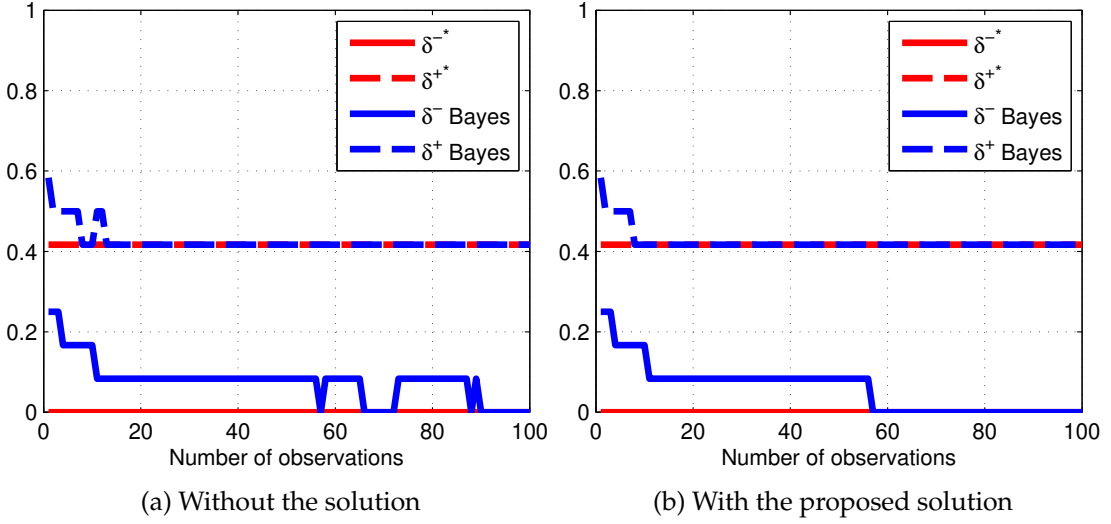 1
0.8
0.6
0.4
0.2
0
0 20 40 60 80 100
Number of observations
δ⁻*
δ⁺*
δ⁻ Bayes
δ⁺ Bayes
(a) Without the solution
1
0.8
0.6
0.4
0.2
0
0 20 40 60 80 100
Number of observations
δ⁻*
δ⁺*
δ⁻ Bayes
δ⁺ Bayes
(b) With the proposed solution